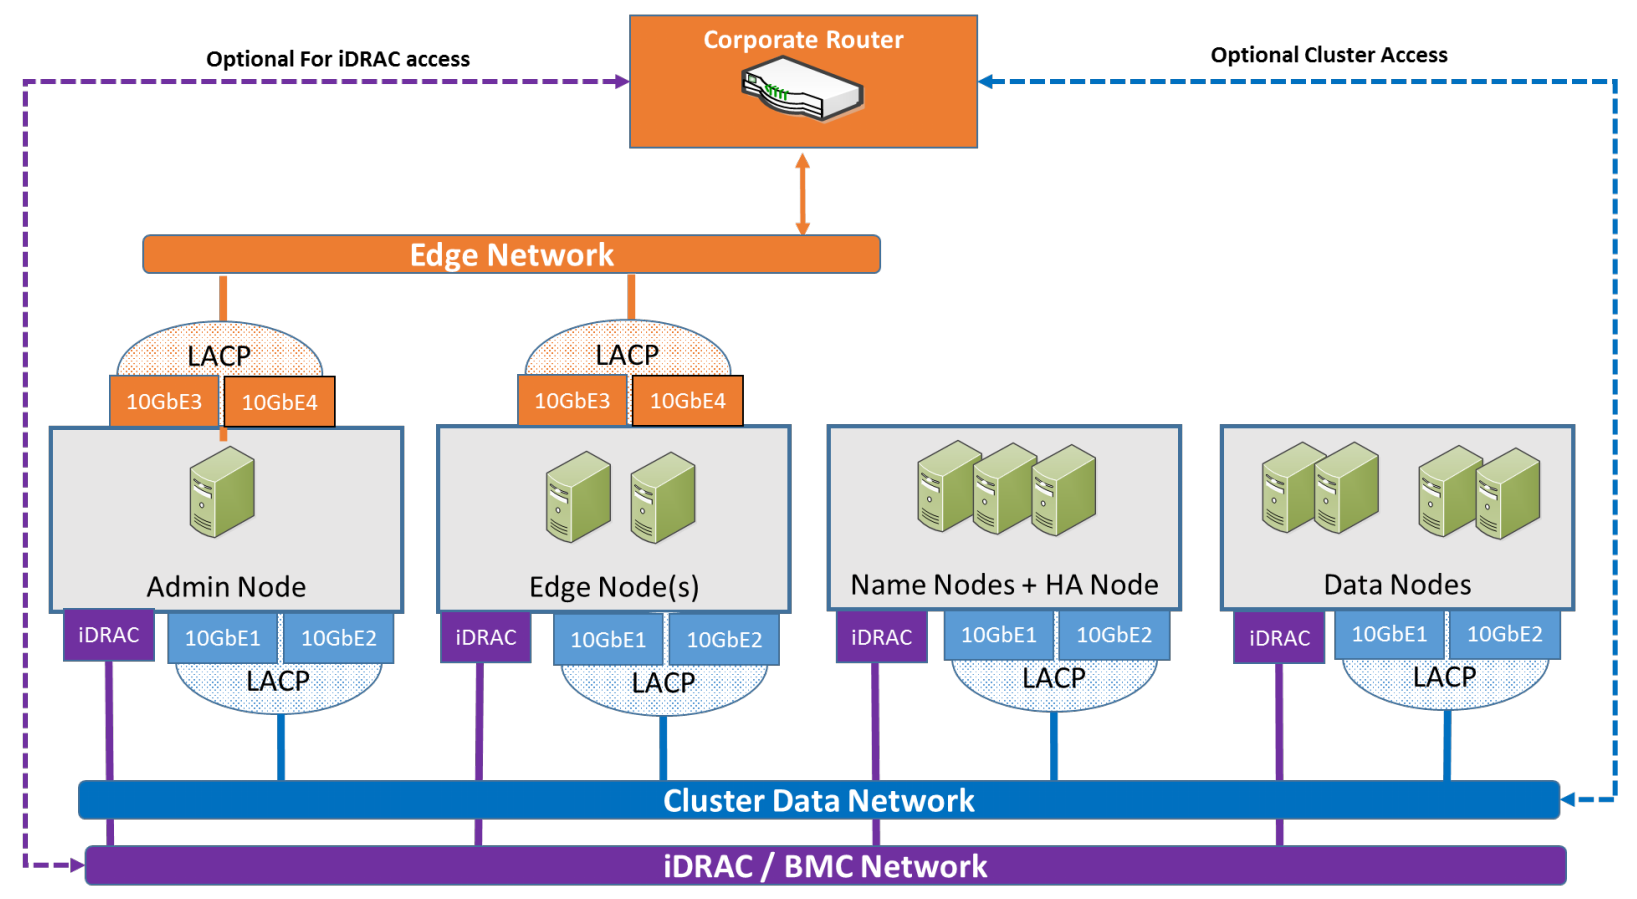 Corporate Router
Optional For iDRAC access
Optional Cluster Access
Edge Network
LACP
LACP
10GbE3
10GbE4
10GbE3
10GbE4
Admin Node
Edge Node(s)
Name Nodes + HA Node
Data Nodes
iDRAC
10GbE1
10GbE2
iDRAC
10GbE1
10GbE2
iDRAC
10GbE1
10GbE2
iDRAC
10GbE1
10GbE2
LACP
LACP
LACP
LACP
Cluster Data Network
iDRAC / BMC Network